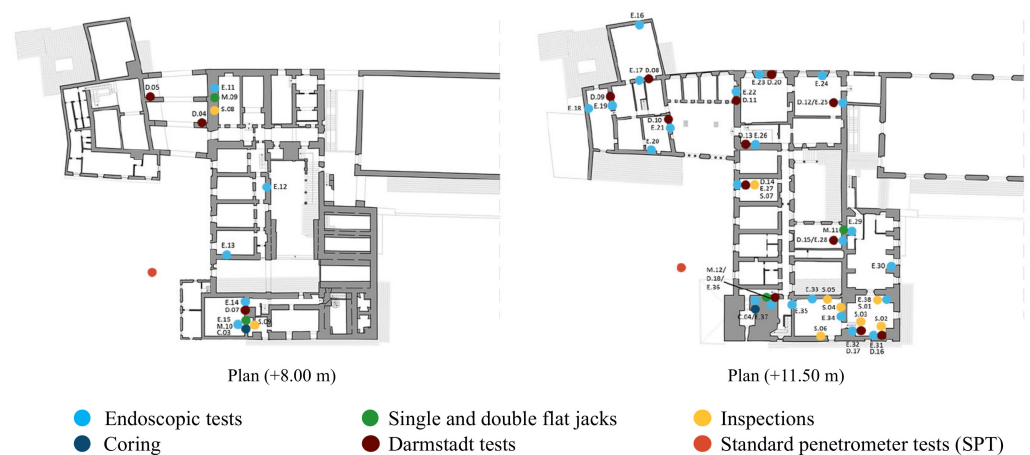 D.05
E.11
M.09
S.08
D.04
E.12
E.13
E.14
D.07
E.15
M.10
C.03
S.09
Plan (+8.00 m)
E.16
E.17 D.08
D.09
E.18
E.19
D.10
E.21
E.20
E.23 D.20
E.24
E.22
D.11
D.12/E.25
D.13 E.26
D.14
E.27
S.07
M.11
E.29
D.15/E.28
E.30
M.12/
D.18/
E.36
C.04/E.37
E.33 S.05
E.35
S.04
E.34
S.06
E.38
S.01
S.03
S.02
E.32
D.17
E.31
D.16
Plan (+11.50 m)
Endoscopic tests
Single and double flat jacks
Inspections
Coring
Darmstadt tests
Standard penetrometer tests (SPT)